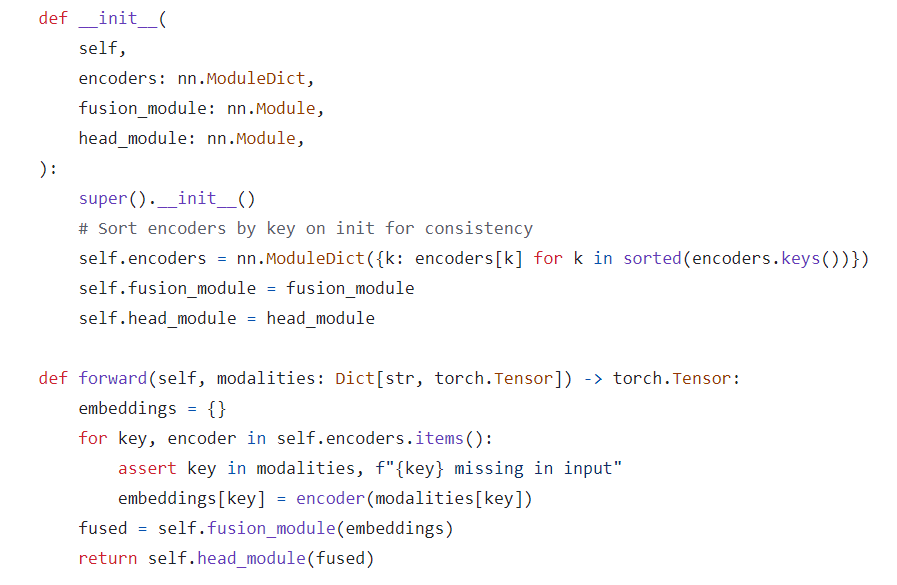 def __init__(
    self,
    encoders: nn.ModuleDict,
    fusion_module: nn.Module,
    head_module: nn.Module,
):
    super().__init__()
    # Sort encoders by key on init for consistency
    self.encoders = nn.ModuleDict({k: encoders[k] for k in sorted(encoders.keys())})
    self.fusion_module = fusion_module
    self.head_module = head_module

def forward(self, modalities: Dict[str, torch.Tensor]) -> torch.Tensor:
    embeddings = {}
    for key, encoder in self.encoders.items():
        assert key in modalities, f"{key} missing in input"
        embeddings[key] = encoder(modalities[key])
    fused = self.fusion_module(embeddings)
    return self.head_module(fused)